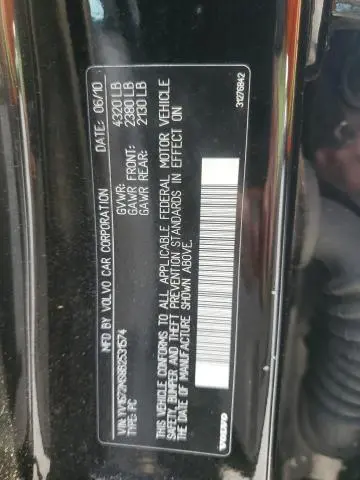 MFD BY VOLVO CAR CORPORATION DATE: 06/10
GVWR: 4320 LB
GAWR FRONT: 2380 LB
GAWR REAR: 2130 LB
VIN: YV1672MS8B2531574
TYPE: PC
THIS VEHICLE CONFORMS TO ALL APPLICABLE FEDERAL MOTOR VEHICLE
SAFETY, BUMPER AND THEFT PREVENTION STANDARDS IN EFFECT ON
THE DATE OF MANUFACTURE SHOWN ABOVE.
VOLVO
31276842